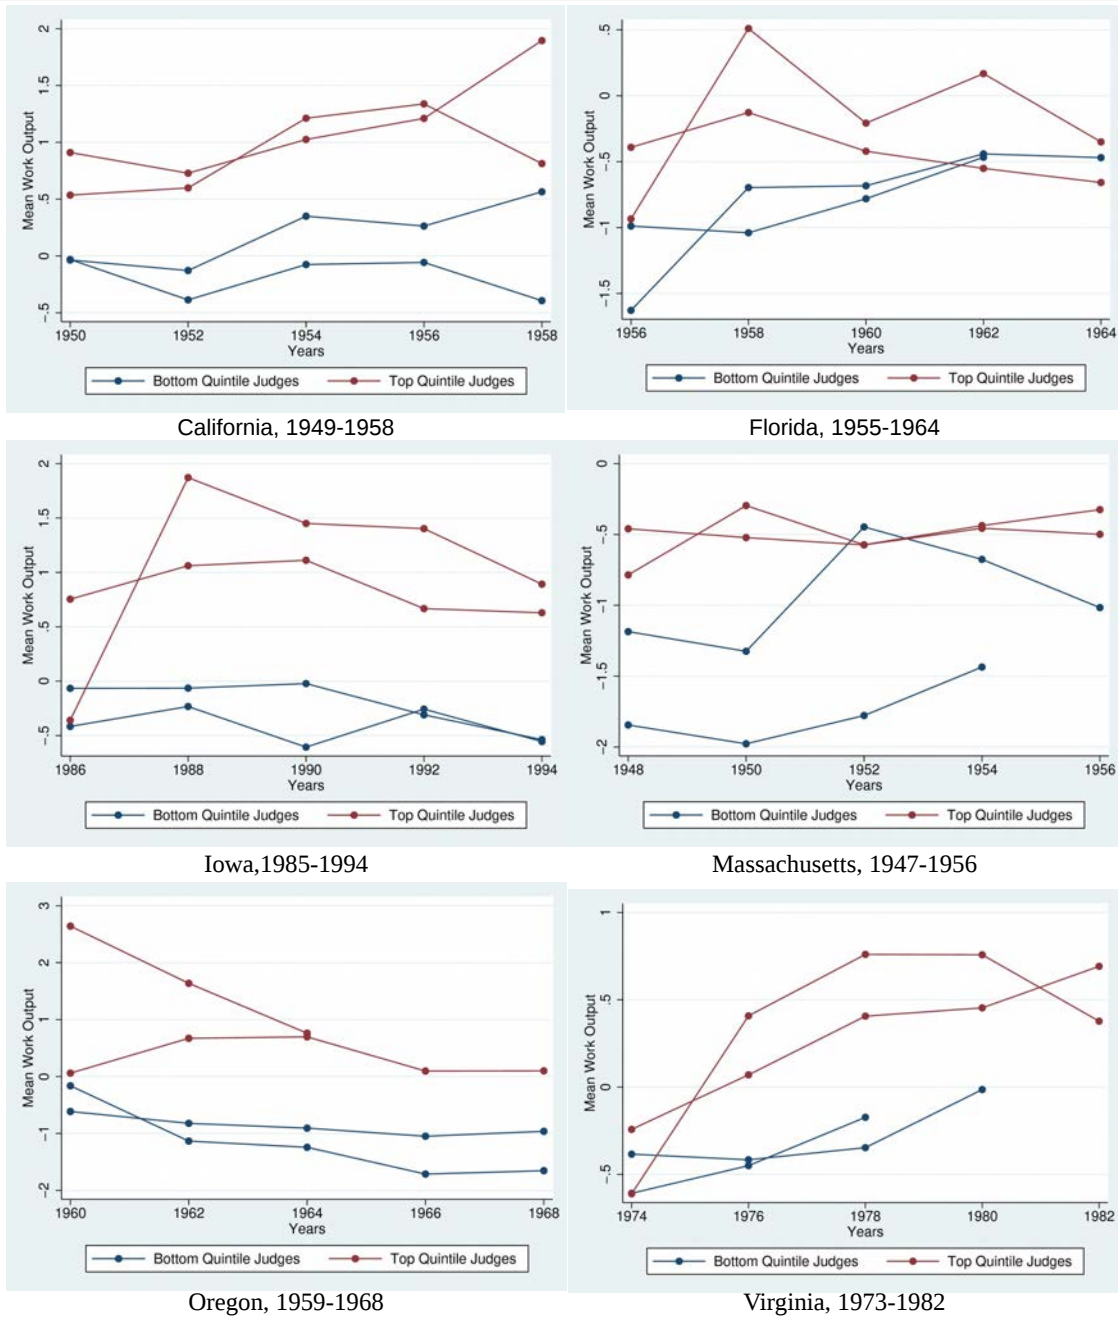 Mean Work Output
2
1.5
1
.5
0
-.5
1950 1952 1954 1956 1958
Years
Bottom Quintile Judges Top Quintile Judges
California, 1949-1958
Mean Work Output
.5
0
-.5
-1
-1.5
1956 1958 1960 1962 1964
Years
Bottom Quintile Judges Top Quintile Judges
Florida, 1955-1964
Mean Work Output
2
1.5
1
.5
0
-.5
1986 1988 1990 1992 1994
Years
Bottom Quintile Judges Top Quintile Judges
Iowa,1985-1994
Mean Work Output
0
-.5
-1
-1.5
-2
1948 1950 1952 1954 1956
Years
Bottom Quintile Judges Top Quintile Judges
Massachusetts, 1947-1956
Mean Work Output
3
2
1
0
-1
-2
1960 1962 1964 1966 1968
Years
Bottom Quintile Judges Top Quintile Judges
Oregon, 1959-1968
Mean Work Output
1
.5
0
-.5
1974 1976 1978 1980 1982
Years
Bottom Quintile Judges Top Quintile Judges
Virginia, 1973-1982